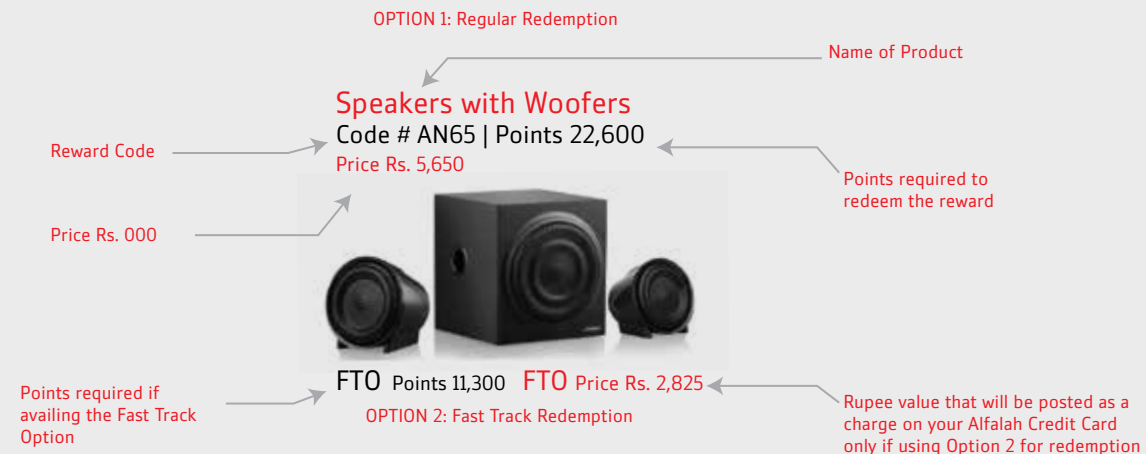 OPTION 1: Regular Redemption
Name of Product
Speakers with Woofers
Code # AN65 | Points 22,600
Price Rs. 5,650
Reward Code
Points required to
redeem the reward
Price Rs. 000
FTO Points 11,300 FTO Price Rs. 2,825
OPTION 2: Fast Track Redemption
Points required if
availing the Fast Track
Option
Rupee value that will be posted as a
charge on your Alfalah Credit Card
only if using Option 2 for redemption